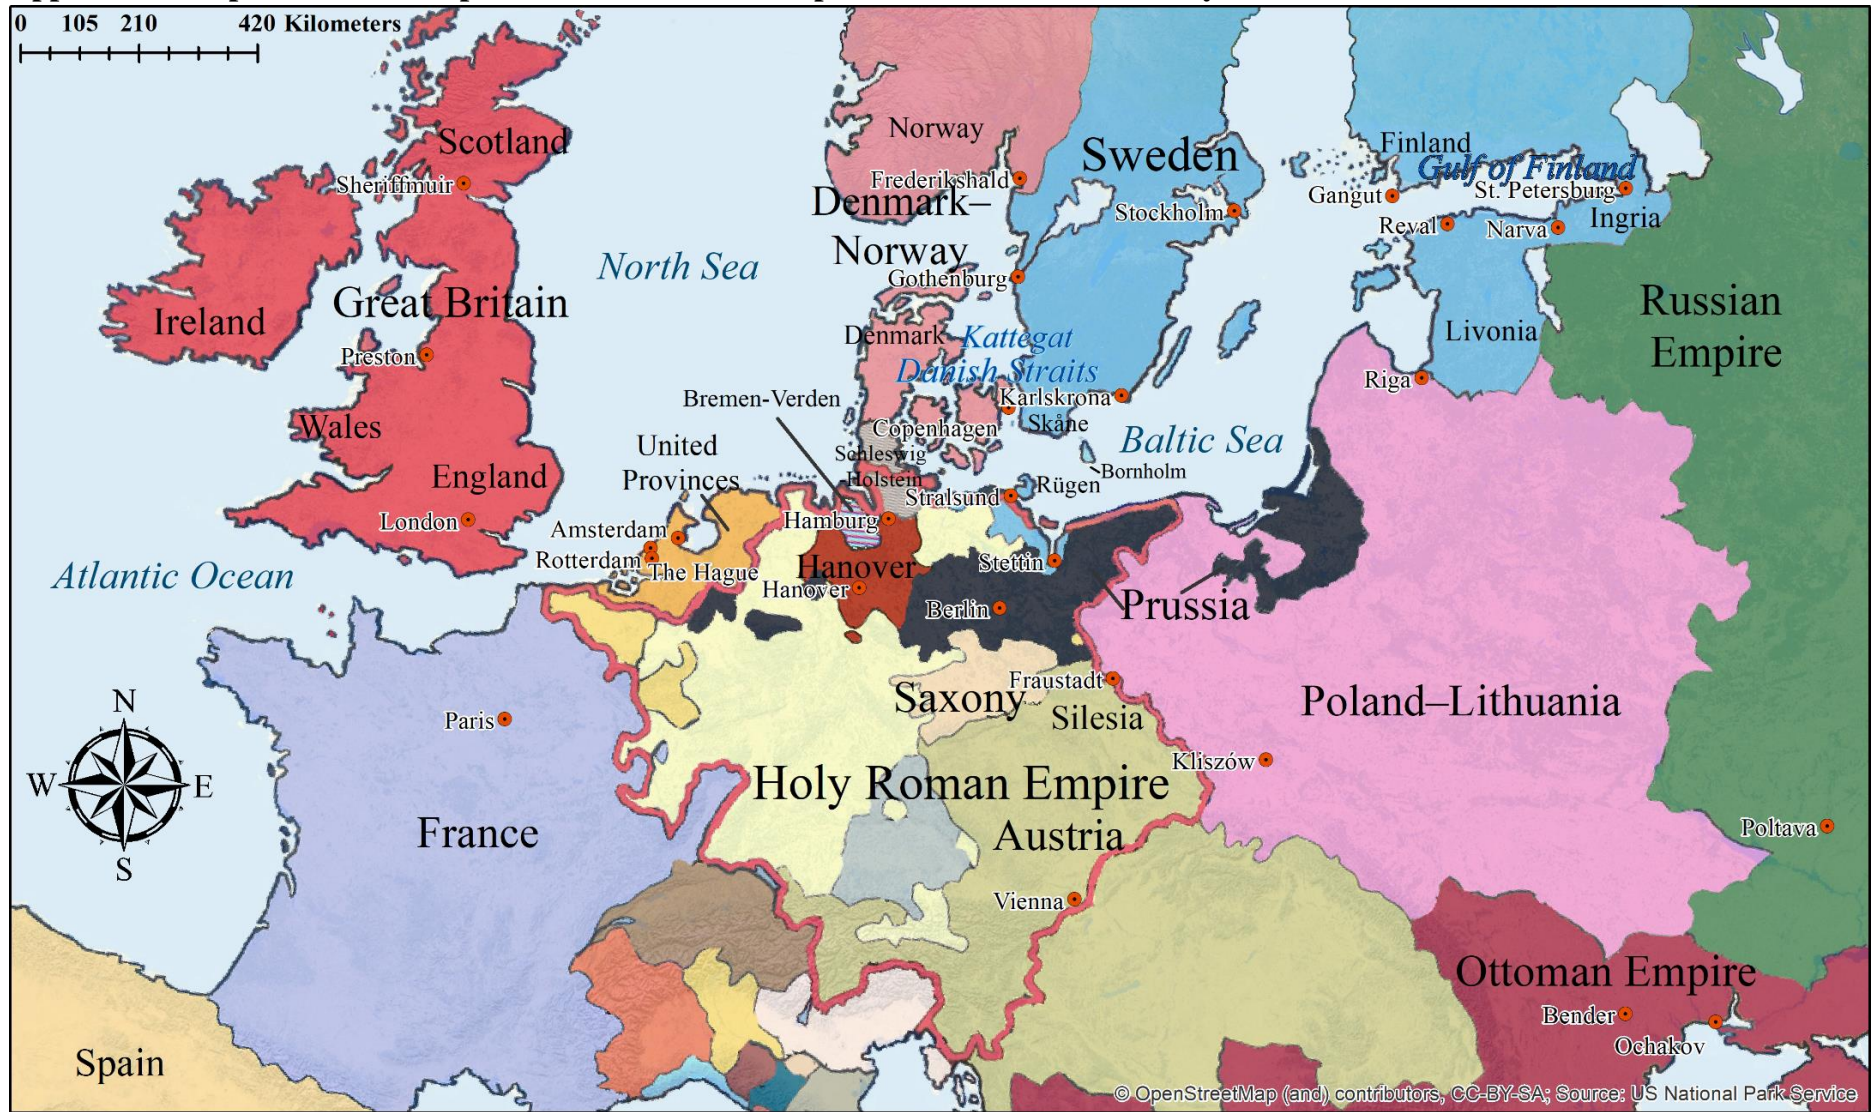 0 105 210 420 Kilometers
Scotland
Sheriffmuir
Ireland
Great Britain
Preston
Wales
England
London
North Sea
Atlantic Ocean
Norway
Frederikshald
Denmark–
Norway
Gothenburg
Denmark
Kattegat
Danish Straits
Sweden
Stockholm
Karlskrona
Skåne
Copenhagen
Bornholm
Baltic Sea
Finland
Gulf of Finland
Gangut
St. Petersburg
Ingria
Reval
Narva
Livonia
Riga
Russian
Empire
Bremen-Verden
United
Provinces
Schleswig
-Holstein
Stralsund
Rügen
Amsterdam
Rotterdam
The Hague
Hamburg
Hanover
Hanover
Stettin
Berlin
Prussia
Saxony
Fraustadt
Silesia
Poland–Lithuania
Kliszów
Holy Roman Empire
Austria
Vienna
Paris
France
N
W E
S
Spain
Poltava
Ottoman Empire
Bender
Ochakov
© OpenStreetMap (and) contributors, CC-BY-SA; Source: US National Park Service